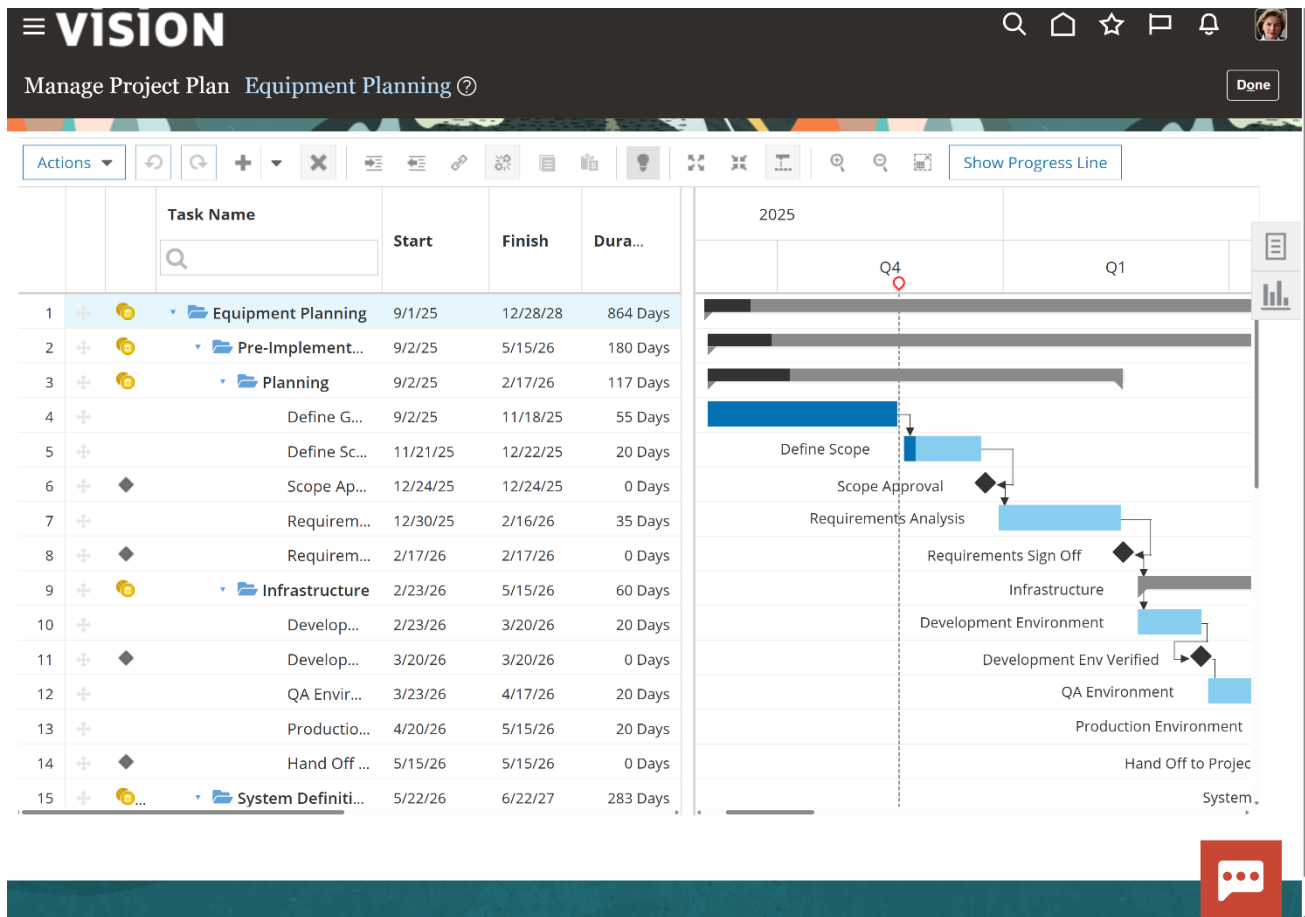 VISION
Manage Project Plan Equipment Planning ?
Done
Actions
Show Progress Line
Task Name
Start
Finish
Dura...
2025
Q4
Q1
1 Equipment Planning 9/1/25 12/28/28 864 Days
2 Pre-Implement... 9/2/25 5/15/26 180 Days
3 Planning 9/2/25 2/17/26 117 Days
4 Define G... 9/2/25 11/18/25 55 Days
5 Define Sc... 11/21/25 12/22/25 20 Days Define Scope
6 Scope Ap... 12/24/25 12/24/25 0 Days Scope Approval
7 Requirem... 12/30/25 2/16/26 35 Days Requirements Analysis
8 Requirem... 2/17/26 2/17/26 0 Days Requirements Sign Off
9 Infrastructure 2/23/26 5/15/26 60 Days Infrastructure
10 Develop... 2/23/26 3/20/26 20 Days Development Environment
11 Develop... 3/20/26 3/20/26 0 Days Development Env Verified
12 QA Envir... 3/23/26 4/17/26 20 Days QA Environment
13 Productio... 4/20/26 5/15/26 20 Days Production Environment
14 Hand Off ... 5/15/26 5/15/26 0 Days Hand Off to Projec
15 ... System Definiti... 5/22/26 6/22/27 283 Days System